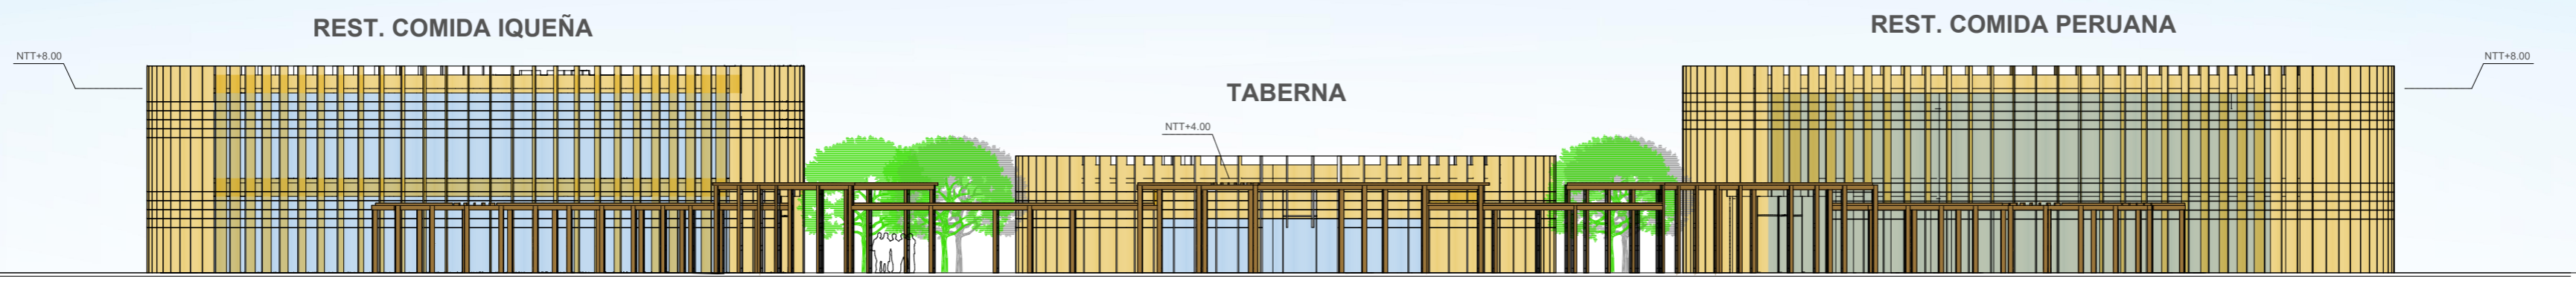 REST. COMIDA IQUEÑA
REST. COMIDA PERUANA
NTT+8.00
NTT+8.00
TABERNA
NTT+4.00